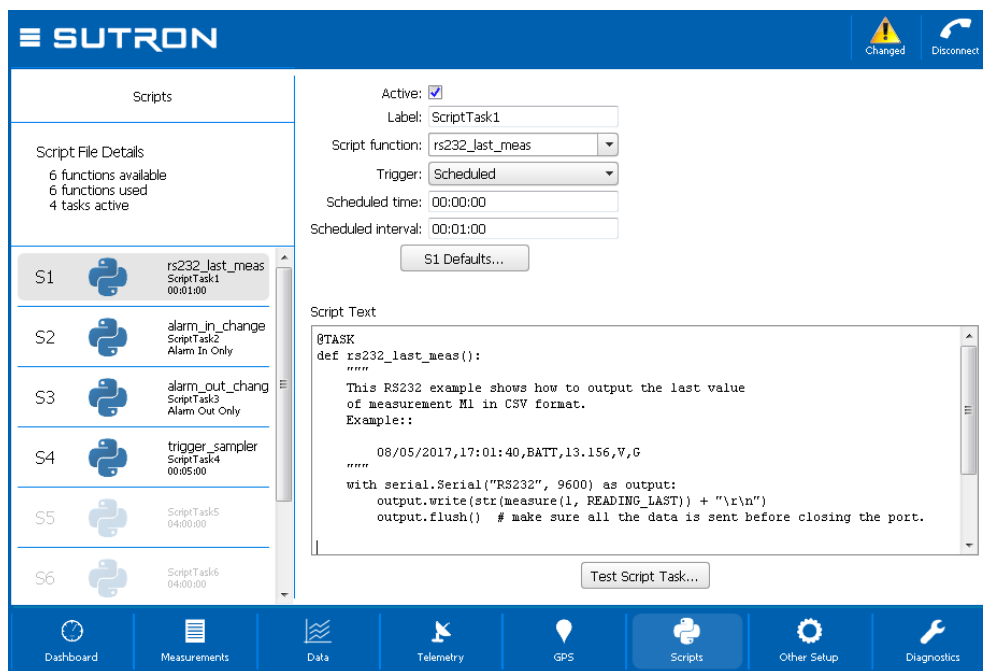 SUTRON
Changed
Disconnect
Scripts
Script File Details
6 functions available
6 functions used
4 tasks active
S1
rs232_last_meas
ScriptTask1
00:01:00
S2
alarm_in_change
ScriptTask2
Alarm In Only
S3
alarm_out_chang
ScriptTask3
Alarm Out Only
S4
trigger_sampler
ScriptTask4
00:05:00
S5
ScriptTask5
04:00:00
S6
ScriptTask6
04:00:00
Active:
Label: ScriptTask1
Script function: rs232_last_meas
Trigger: Scheduled
Scheduled time: 00:00:00
Scheduled interval: 00:01:00
S1 Defaults...
Script Text
@TASK
def rs232_last_meas():
"""
This RS232 example shows how to output the last value
of measurement M1 in CSV format.
Example::
08/05/2017,17:01:40,BATT,13.156,V,G
"""
with serial.Serial("RS232", 9600) as output:
output.write(str(measure(1, READING_LAST)) + "\r\n")
output.flush()  # make sure all the data is sent before closing the port.
Test Script Task...
Dashboard
Measurements
Data
Telemetry
GPS
Scripts
Other Setup
Diagnostics